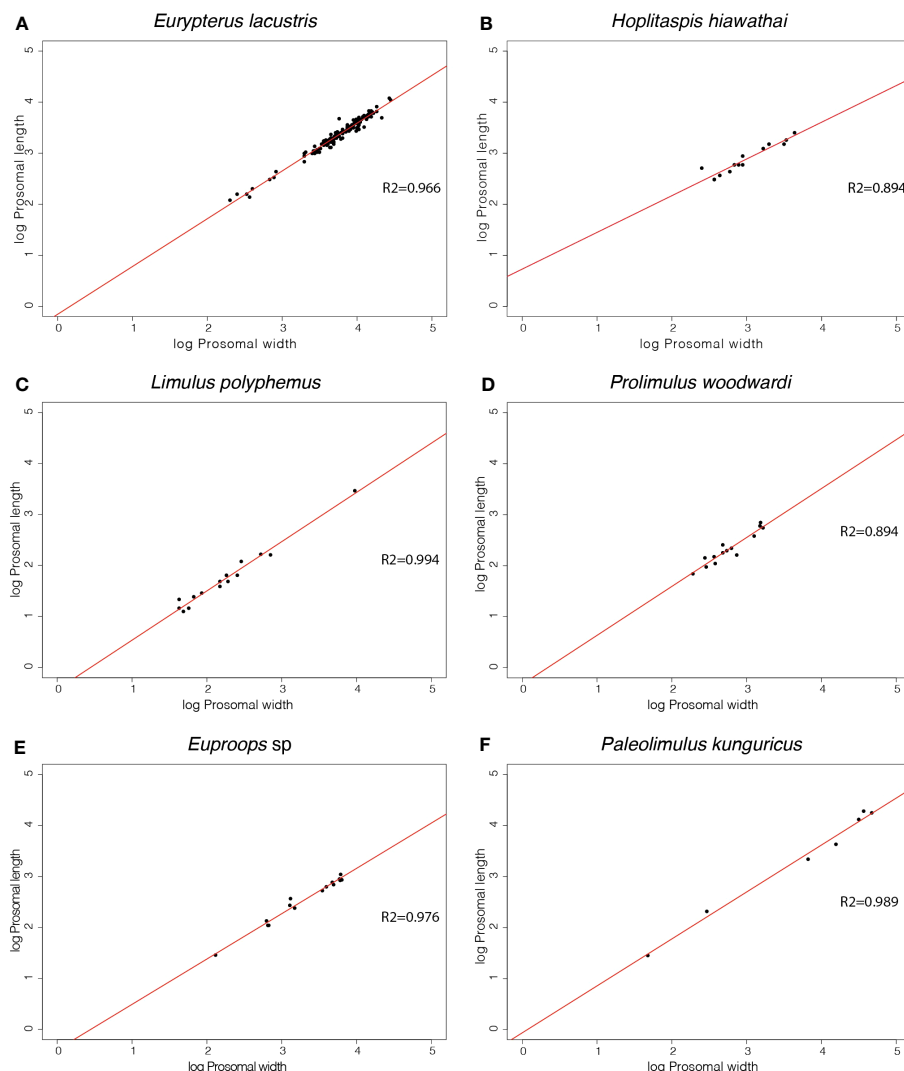 A Eurypterus lacustris
5
4
3
2
1
0
log Prosomal length
R2=0.966
0 1 2 3 4 5
log Prosomal width
B Hoplitaspis hiawathai
5
4
3
2
1
0
log Prosomal length
R2=0.894
0 1 2 3 4 5
log Prosomal width
C Limulus polyphemus
5
4
3
2
1
0
log Prosomal length
R2=0.994
0 1 2 3 4 5
log Prosomal width
D Prolimulus woodwardi
5
4
3
2
1
0
log Prosomal length
R2=0.894
0 1 2 3 4 5
log Prosomal width
E Euproops sp
5
4
3
2
1
0
log Prosomal length
R2=0.976
0 1 2 3 4 5
log Prosomal width
F Paleolimulus kunguricus
5
4
3
2
1
0
log Prosomal length
R2=0.989
0 1 2 3 4 5
log Prosomal width